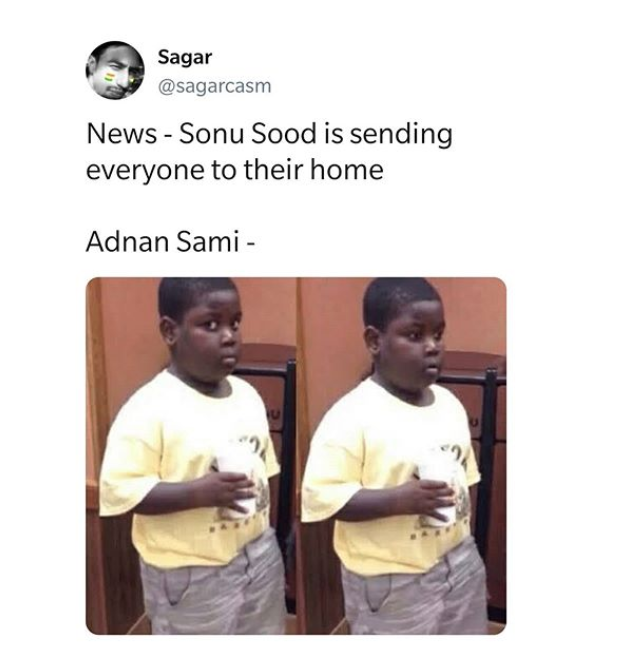 Sagar
@sagarcasm
News - Sonu Sood is sending
everyone to their home
Adnan Sami -